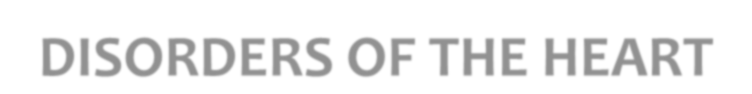 DISORDERS OF THE HEART